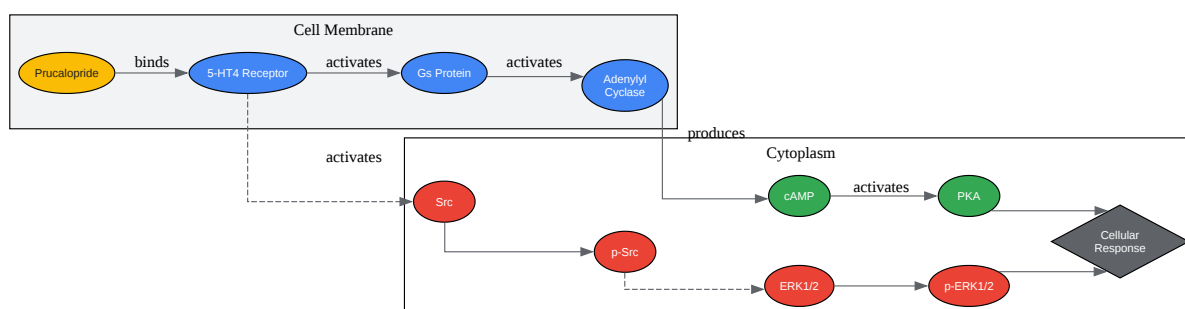 Cell Membrane
Prucalopride
binds
5-HT4 Receptor
activates
Gs Protein
activates
Adenylyl
Cyclase
produces
activates
Cytoplasm
Src
cAMP
activates
PKA
p-Src
Cellular
Response
ERK1/2
p-ERK1/2